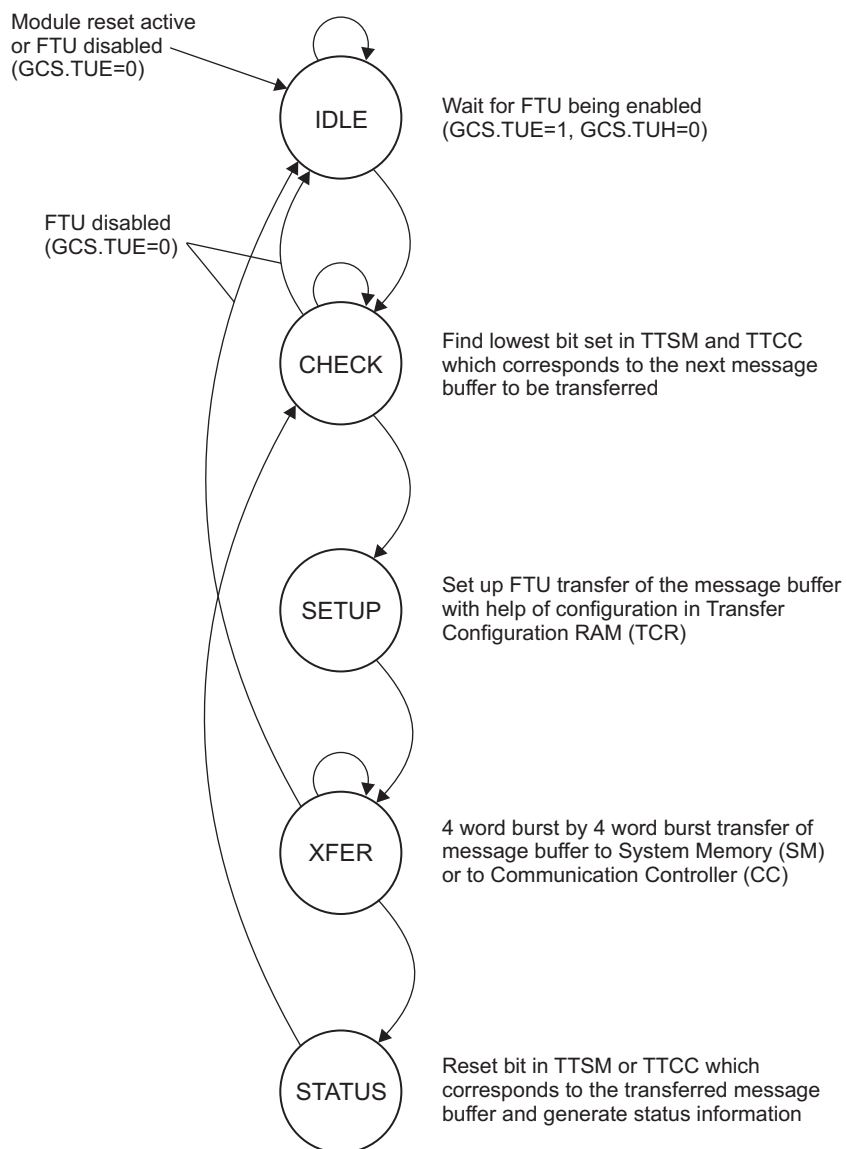 Module reset active
or FTU disabled
(GCS.TUE=0)
IDLE
Wait for FTU being enabled
(GCS.TUE=1, GCS.TUH=0)
FTU disabled
(GCS.TUE=0)
CHECK
Find lowest bit set in TTSM and TTCC
which corresponds to the next message
buffer to be transferred
SETUP
Set up FTU transfer of the message buffer
with help of configuration in Transfer
Configuration RAM (TCR)
XFER
4 word burst by 4 word burst transfer of
message buffer to System Memory (SM)
or to Communication Controller (CC)
STATUS
Reset bit in TTSM or TTCC which
corresponds to the transferred message
buffer and generate status information